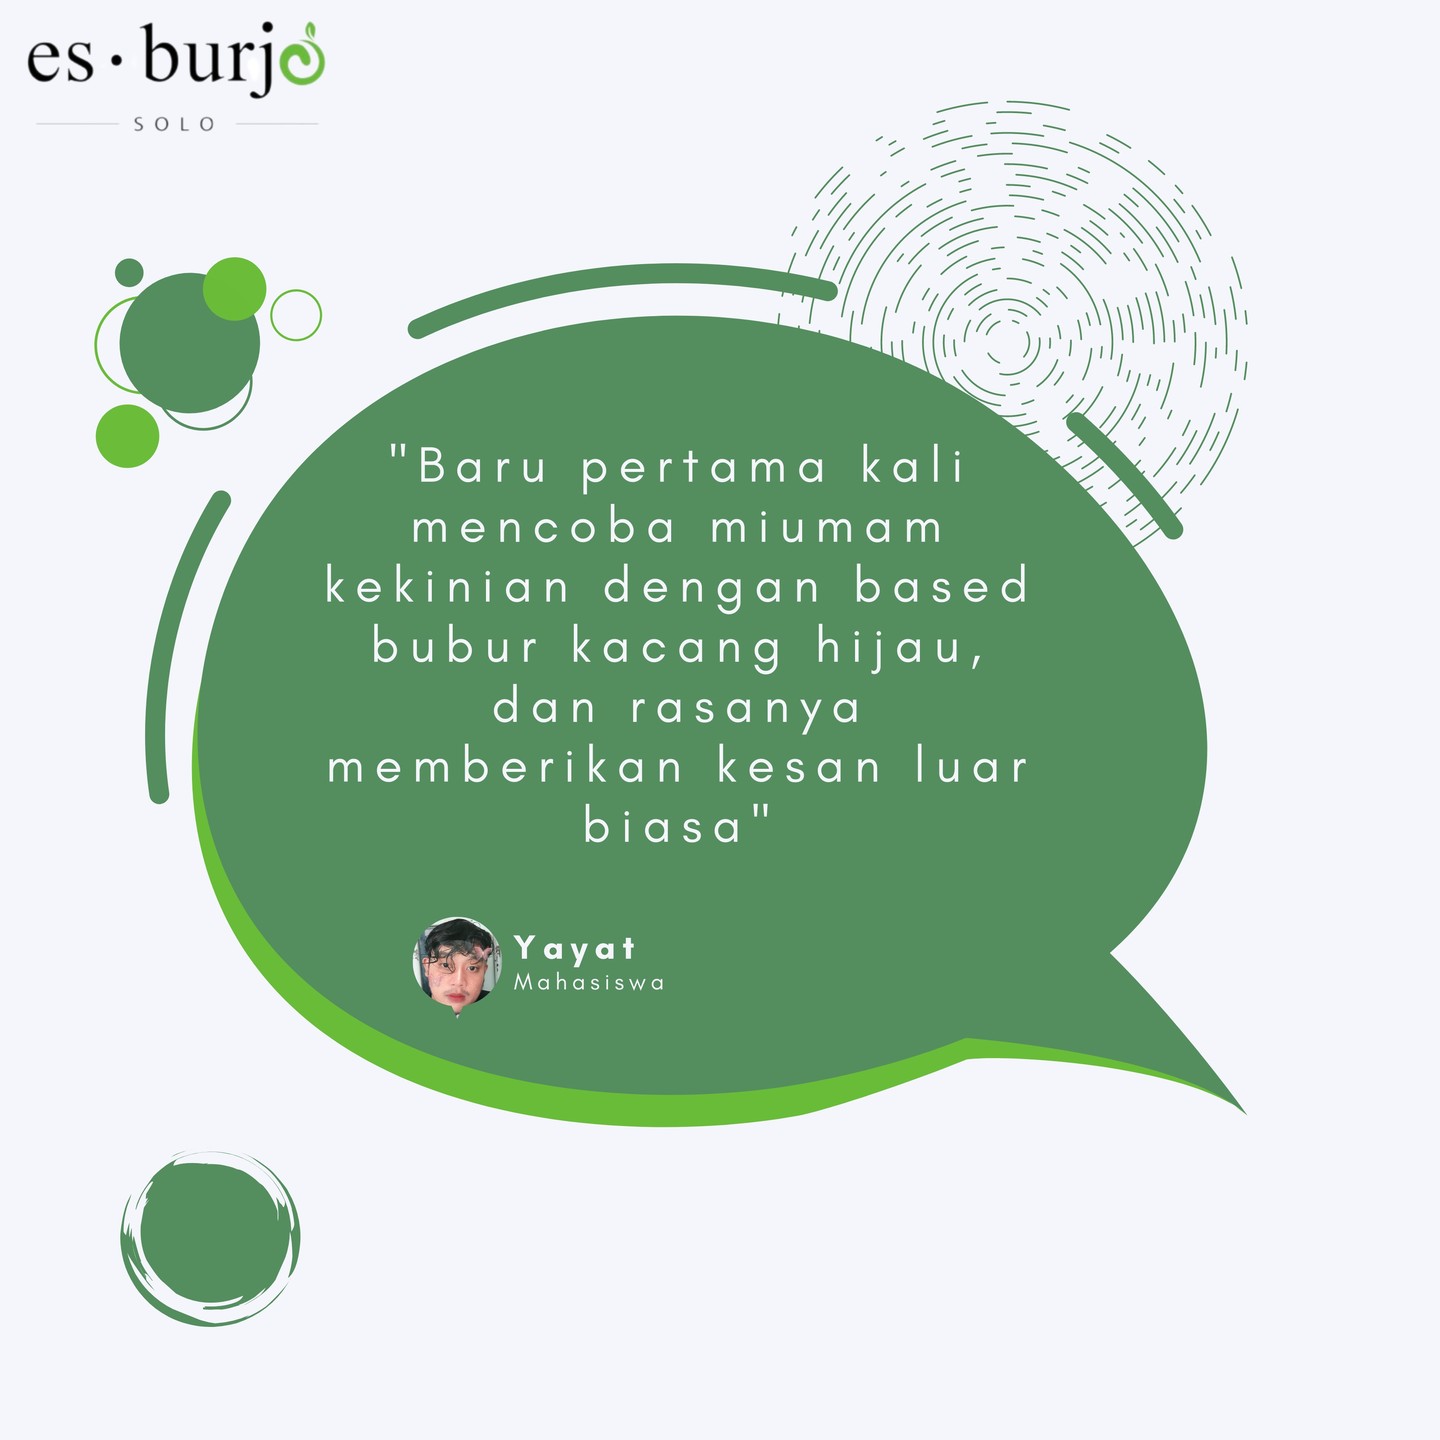 es·burjo
SOLO
"Baru pertama kali
mencoba miumam
kekinian dengan based
bubur kacang hijau,
dan rasanya
memberikan kesan luar
biasa"
Yayat
Mahasiswa